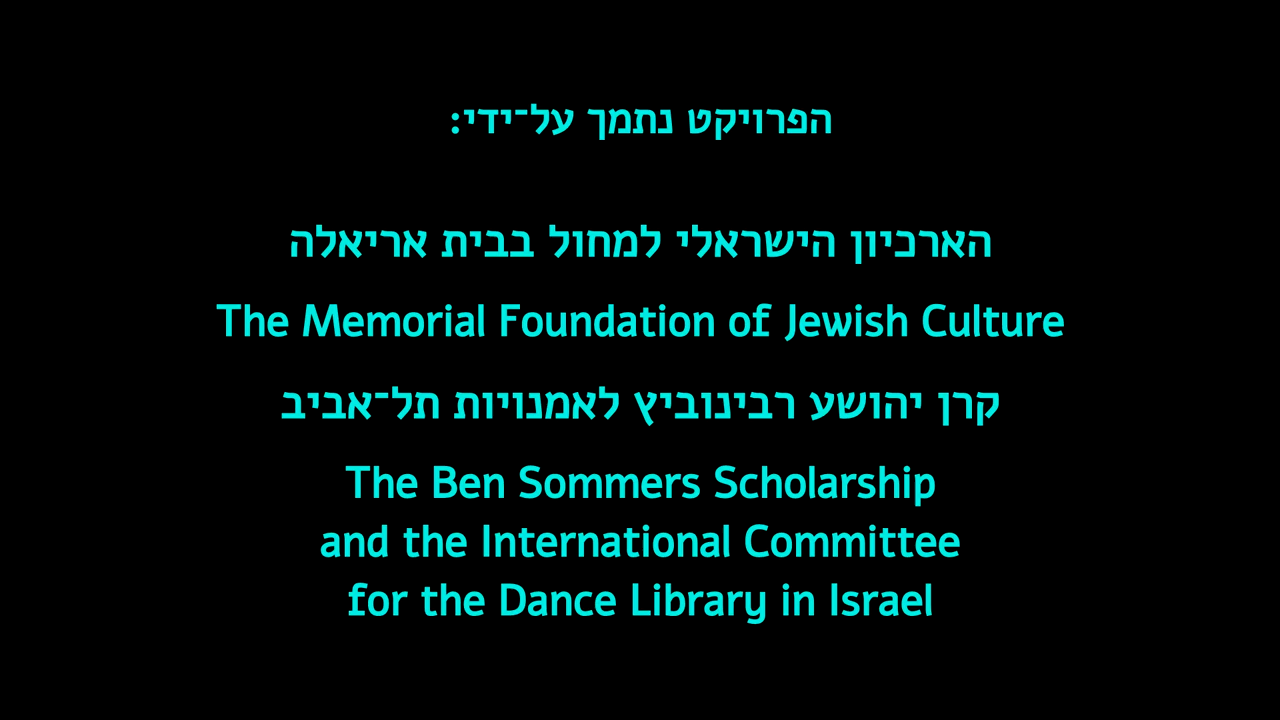 הפרויקט נתמך על־ידי:
הארכיון הישראלי למחול בבית אריאלה
The Memorial Foundation of Jewish Culture
קרן יהושע רבינוביץ לאמנויות תל־אביב
The Ben Sommers Scholarship
and the International Committee
for the Dance Library in Israel